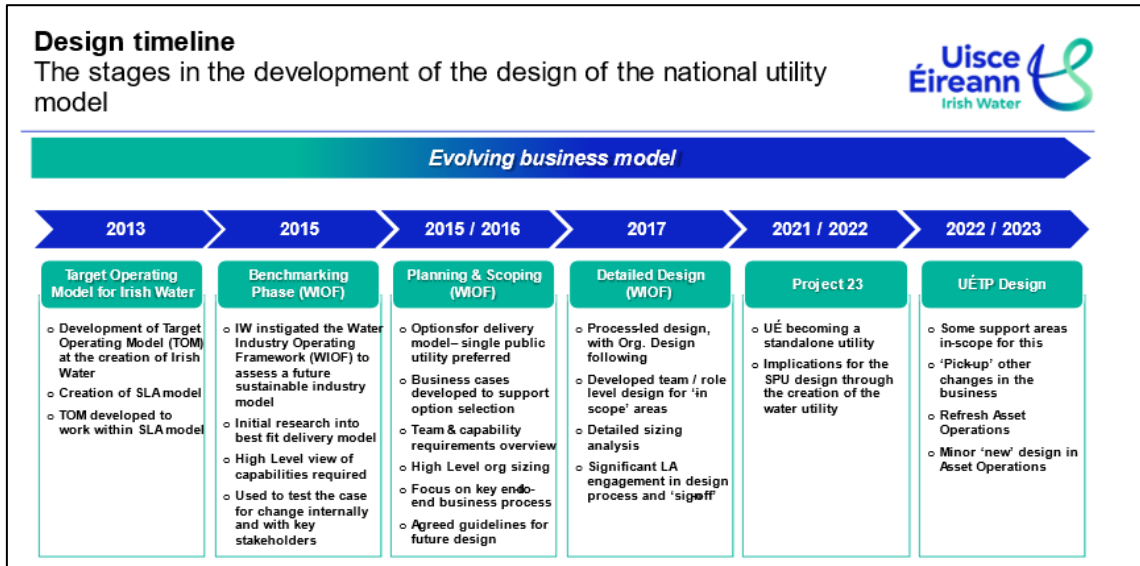 Design timeline
The stages in the development of the design of the national utility
model
Uisce
Éireann
Irish Water
Evolving business model
2013
2015
2015 / 2016
2017
2021 / 2022
2022 / 2023
Target Operating
Model for Irish Water
o Development of Target
Operating Model (TOM)
at the creation of Irish
Water
o Creation of SLA model
o TOM developed to
work within SLA model
Benchmarking
Phase (WIOF)
o IW instigated the Water
Industry Operating
Framework (WIOF) to
assess a future
sustainable industry
model
o Initial research into
best fit delivery model
o High Level view of
capabilities required
o Used to test the case
for change internally
and with key
stakeholders
Planning & Scoping
(WIOF)
o Optionsfor delivery
model– single public
utility preferred
o Business cases
developed to support
option selection
o Team & capability
requirements overview
o High Level org sizing
o Focus on key end-to-
end business process
o Agreed guidelines for
future design
Detailed Design
(WIOF)
o Process-led design,
with Org. Design
following
o Developed team / role
level design for ‘in
scope’ areas
o Detailed sizing
analysis
o Significant LA
engagement in design
process and ‘sign-off’
Project 23
o UÉ becoming a
standalone utility
o Implications for the
SPU design through
the creation of the
water utility
UÉTP Design
o Some support areas
in-scope for this
o ‘Pick-up’ other
changes in the
business
o Refresh Asset
Operations
o Minor ‘new’ design in
Asset Operations